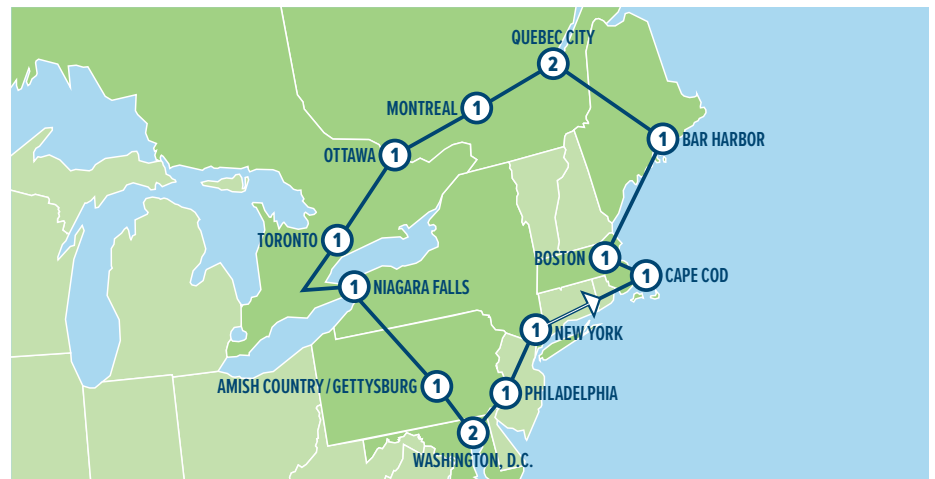 QUEBEC CITY
2
MONTREAL 1
1 BAR HARBOR
OTTAWA 1
TORONTO 1
BOSTON 1
1 CAPE COD
1 NIAGARA FALLS
1 NEW YORK
AMISH COUNTRY/GETTYSBURG 1
1 PHILADELPHIA
2
WASHINGTON, D.C.